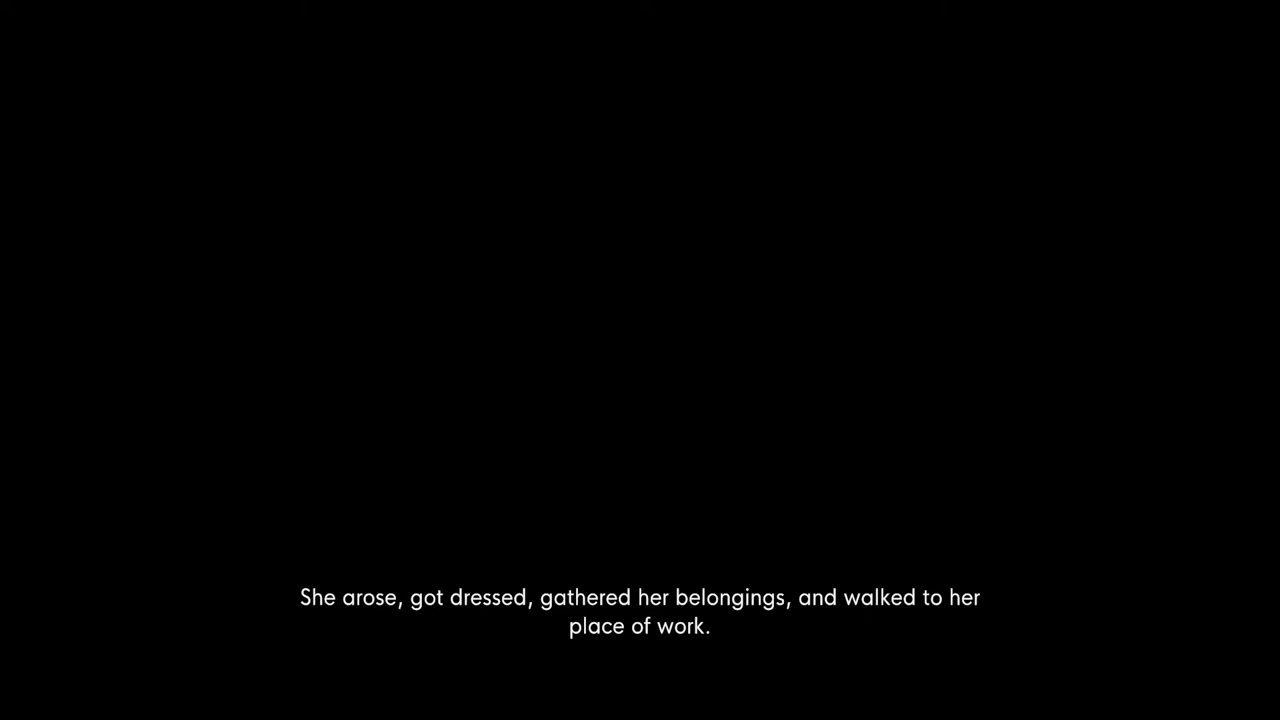 She arose, got dressed, gathered her belongings, and walked to her
place of work.